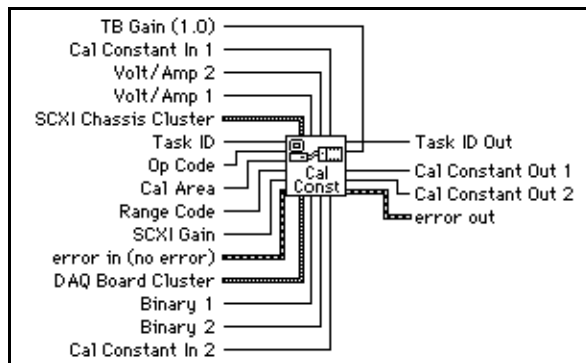 TB Gain (1.0)
Cal Constant In 1
Volt/Amp 2
Volt/Amp 1
SCXI Chassis Cluster
Task ID
Op Code
Cal Area
Range Code
SCXI Gain
error in (no error)
DAQ Board Cluster
Binary 1
Binary 2
Cal Constant In 2
Cal
Const
Task ID Out
Cal Constant Out 1
Cal Constant Out 2
error out